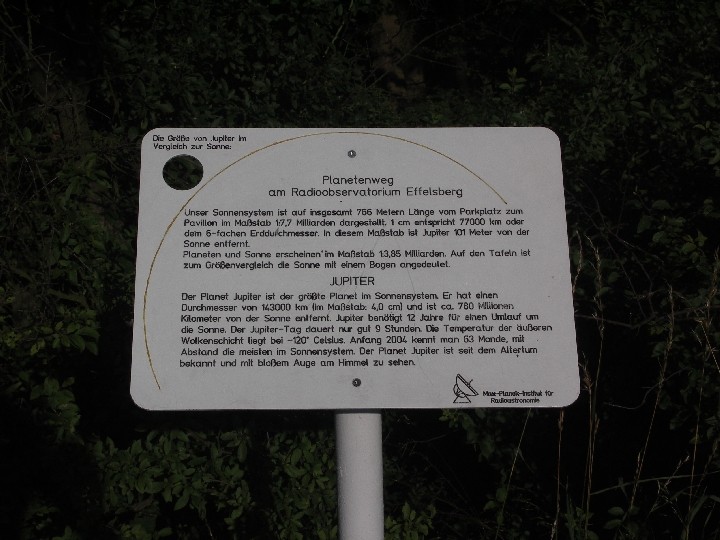 Die Größe von Jupiter im
Vergleich zur Sonne:
Planetenweg
am Radioobservatorium Effelsberg
Unser Sonnensystem ist auf insgesamt 766 Metern Länge vom Parkplatz zum
Pavillon im Maßstab 1:7,7 Milliarden dargestellt. 1 cm entspricht 77000 km oder
dem 6-fachen Erddurchmesser. In diesem Maßstab ist Jupiter 101 Meter von der
Sonne entfernt.
Planeten und Sonne erscheinen im Maßstab 1:3,85 Milliarden. Auf den Tafeln ist
zum Größenvergleich die Sonne mit einem Bogen angedeutet.
JUPITER
Der Planet Jupiter ist der größte Planet im Sonnensystem. Er hat einen
Durchmesser von 143000 km (im Maßstab: 4,0 cm) und ist ca. 780 Millionen
Kilometer von der Sonne entfernt. Jupiter benötigt 12 Jahre für einen Umlauf um
die Sonne. Der Jupiter-Tag dauert nur gut 9 Stunden. Die Temperatur der äußeren
Wolkenschicht liegt bei -120° Celsius. Anfang 2004 kennt man 63 Monde, mit
Abstand die meisten im Sonnensystem. Der Planet Jupiter ist seit dem Altertum
bekannt und mit bloßem Auge am Himmel zu sehen.
Max-Planck-Institut für
Radioastronomie